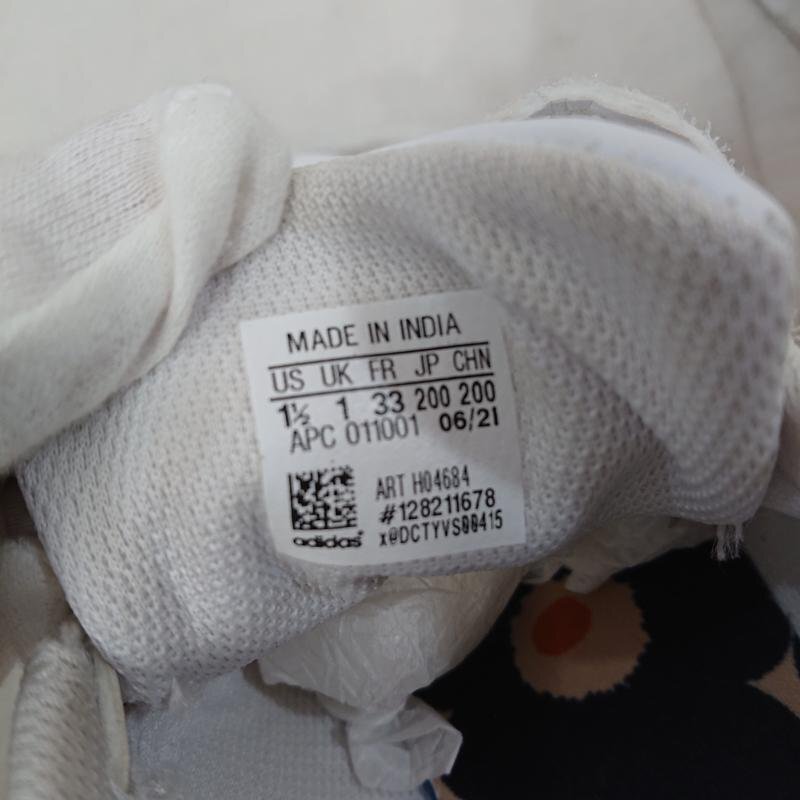 MADE IN INDIA
US UK FR JP CHN
1½ 1 33 200 200
APC 011001 06/21
ART H04684
#128211678
adidas x@DCTYVS00415